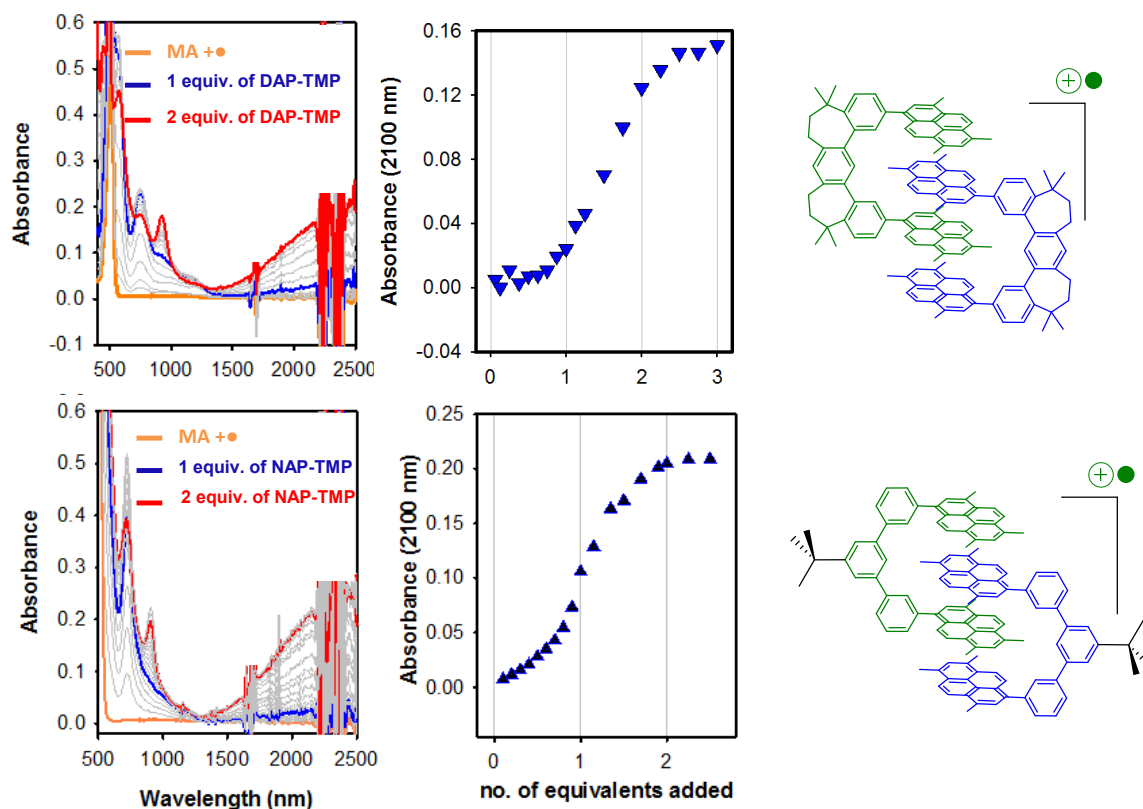 Absorbance
0.6
0.5
0.4
0.3
0.2
0.1
0.0
-0.1
MA +●
1 equiv. of DAP-TMP
2 equiv. of DAP-TMP
500 1000 1500 2000 2500
Absorbance (2100 nm)
0.16
0.12
0.08
0.04
0.00
-0.04
0 1 2 3
+ ●
Absorbance
0.6
0.5
0.4
0.3
0.2
0.1
0.0
MA +●
1 equiv. of NAP-TMP
2 equiv. of NAP-TMP
500 1000 1500 2000 2500
Wavelength (nm)
Absorbance (2100 nm)
0.25
0.20
0.15
0.10
0.05
0.00
0 1 2
no. of equivalents added
+ ●